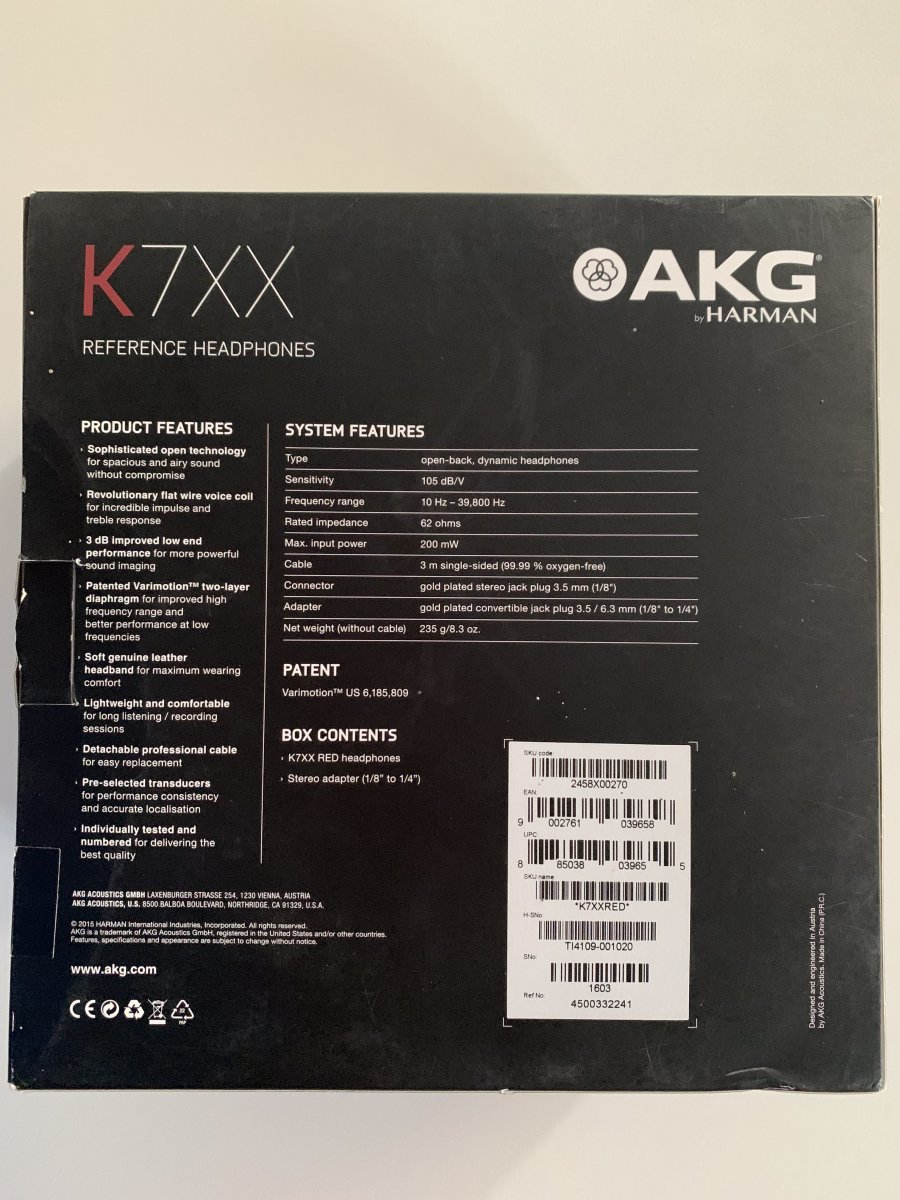 K7XX
REFERENCE HEADPHONES
AKG®
by HARMAN
PRODUCT FEATURES
› Sophisticated open technology
for spacious and airy sound
without compromise
› Revolutionary flat wire voice coil
for incredible impulse and
treble response
› 3 dB improved low end
performance for more powerful
sound imaging
› Patented Varimotion™ two-layer
diaphragm for improved high
frequency range and
better performance at low
frequencies
› Soft genuine leather
headband for maximum wearing
comfort
› Lightweight and comfortable
for long listening / recording
sessions
› Detachable professional cable
for easy replacement
› Pre-selected transducers
for performance consistency
and accurate localisation
› Individually tested and
numbered for delivering the
best quality
SYSTEM FEATURES
Type open-back, dynamic headphones
Sensitivity 105 dB/V
Frequency range 10 Hz – 39,800 Hz
Rated impedance 62 ohms
Max. input power 200 mW
Cable 3 m single-sided (99.99 % oxygen-free)
Connector gold plated stereo jack plug 3.5 mm (1/8")
Adapter gold plated convertible jack plug 3.5 / 6.3 mm (1/8" to 1/4")
Net weight (without cable) 235 g/8.3 oz.
PATENT
Varimotion™ US 6,185,809
BOX CONTENTS
› K7XX RED headphones
› Stereo adapter (1/8" to 1/4")
SKU code
2458X00270
EAN
9 002761 039658
UPC
8 85038 03965 5
SKU name
*K7XXRED*
H-SNo
TI4109-001020
SNo:
1603
Ref No
4500332241
AKG ACOUSTICS GMBH LAXENBURGER STRASSE 254, 1230 VIENNA, AUSTRIA
AKG ACOUSTICS, U.S. 8500 BALBOA BOULEVARD, NORTHRIDGE, CA 91329, U.S.A.
© 2015 HARMAN International Industries, Incorporated. All rights reserved.
AKG is a trademark of AKG Acoustics GmbH, registered in the United States and/or other countries.
Features, specifications and appearance are subject to change without notice.
www.akg.com
CE
22
PAP
Designed and engineered in Austria
by AKG Acoustics. Made in China (P.R.C.)